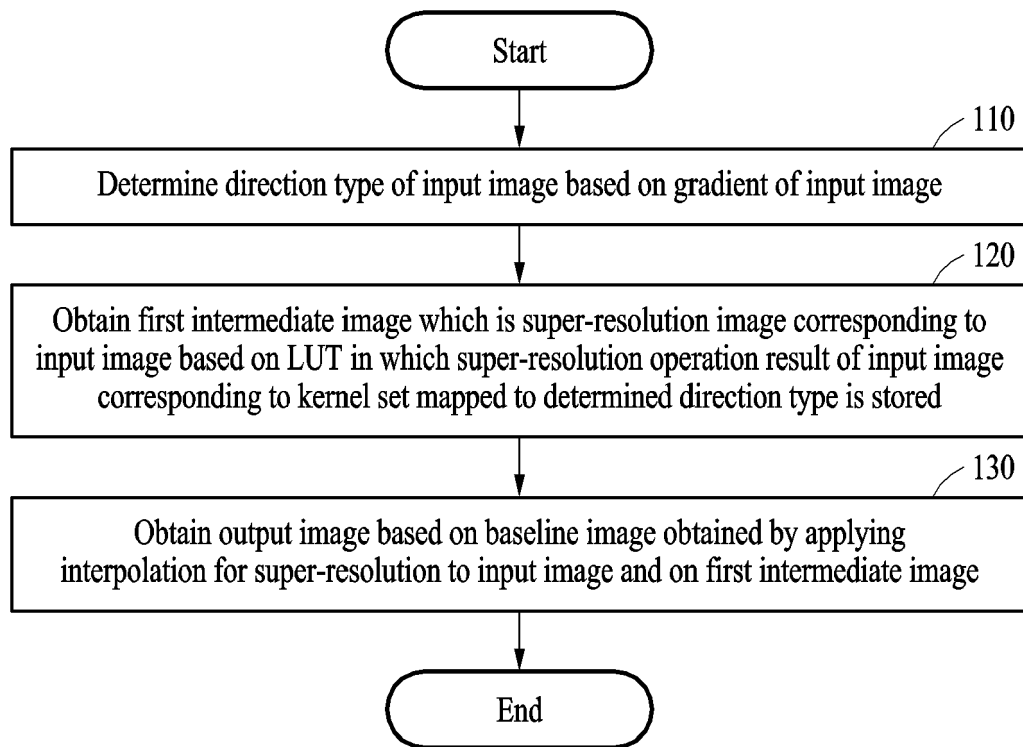 Start
110
Determine direction type of input image based on gradient of input image
120
Obtain first intermediate image which is super-resolution image corresponding to
input image based on LUT in which super-resolution operation result of input image
corresponding to kernel set mapped to determined direction type is stored
130
Obtain output image based on baseline image obtained by applying
interpolation for super-resolution to input image and on first intermediate image
End